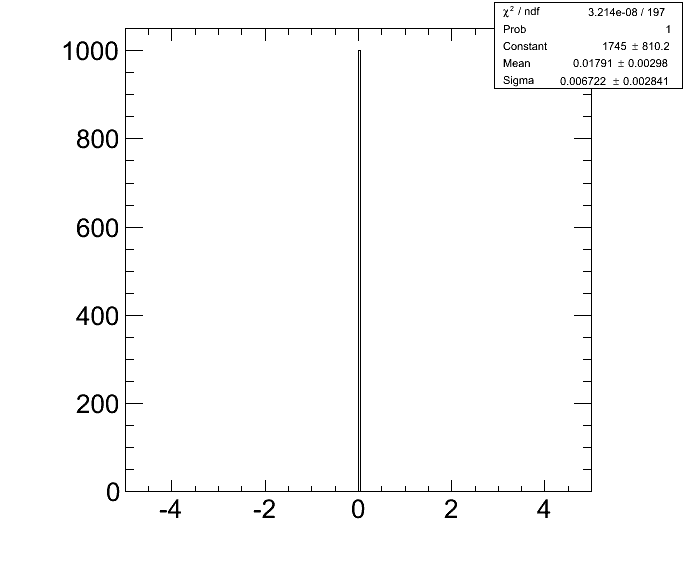 χ² / ndf 3.214e-08 / 197
Prob 1
Constant 1745 ± 810.2
Mean 0.01791 ± 0.00298
Sigma 0.006722 ± 0.002841
1000
800
600
400
200
0
-4 -2 0 2 4